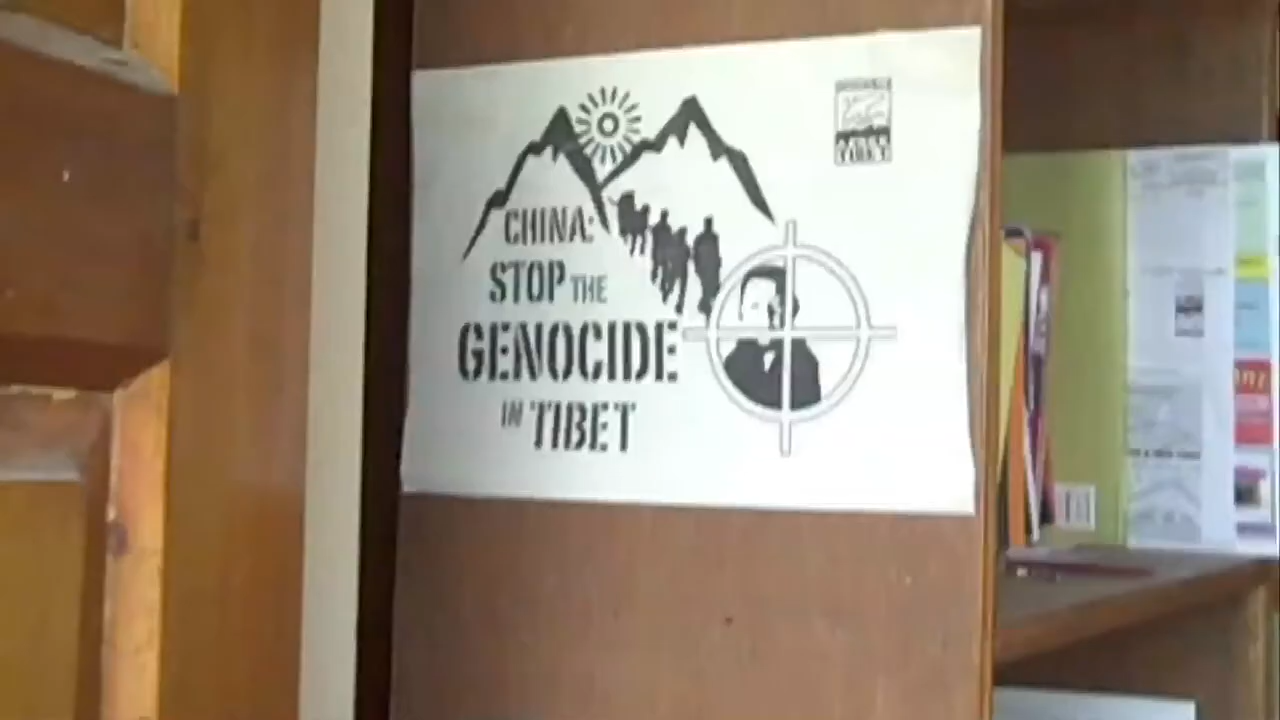 CHINA:
STOP THE
GENOCIDE
IN TIBET